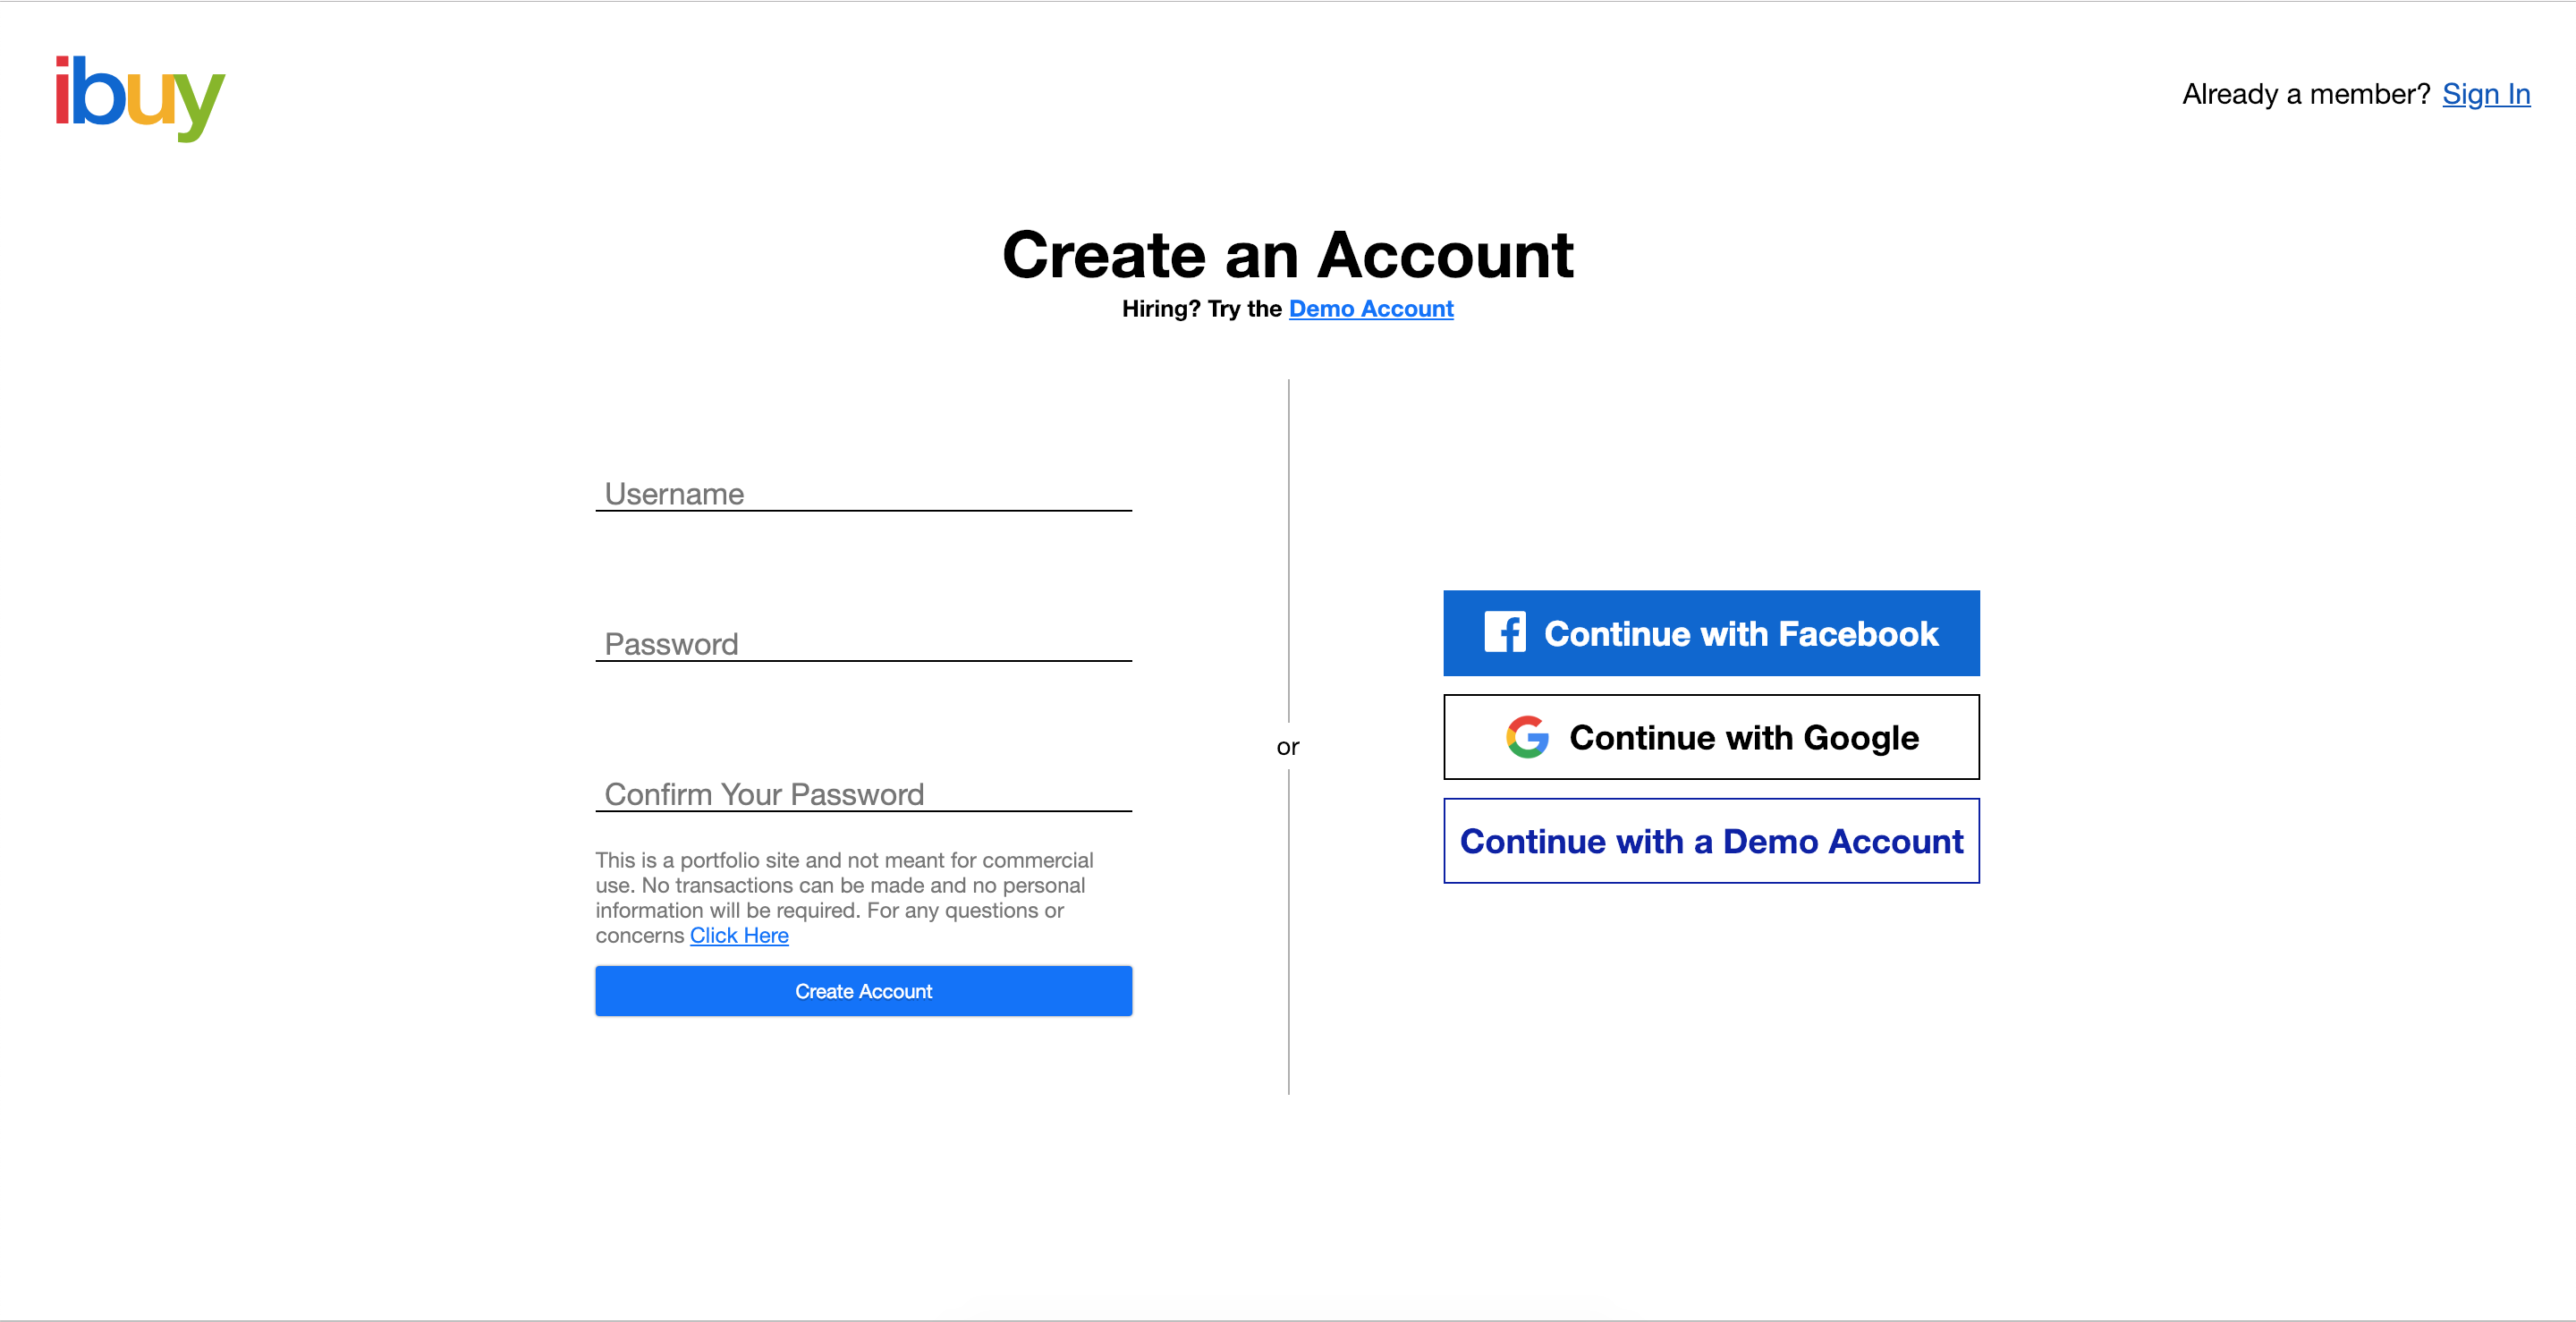 ibuy
Already a member? Sign In
Create an Account
Hiring? Try the Demo Account
Username
Password
Confirm Your Password
This is a portfolio site and not meant for commercial
use. No transactions can be made and no personal
information will be required. For any questions or
concerns Click Here
Create Account
or
Continue with Facebook
Continue with Google
Continue with a Demo Account